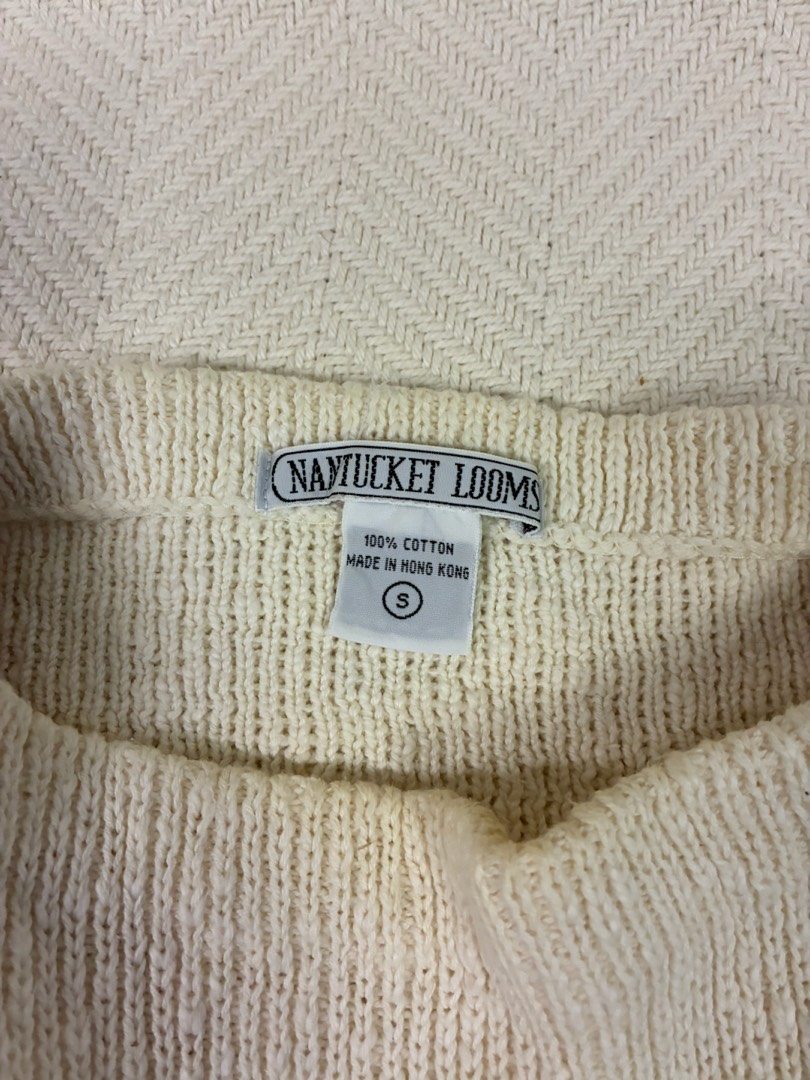 NANTUCKET LOOMS
100% COTTON
MADE IN HONG KONG
S